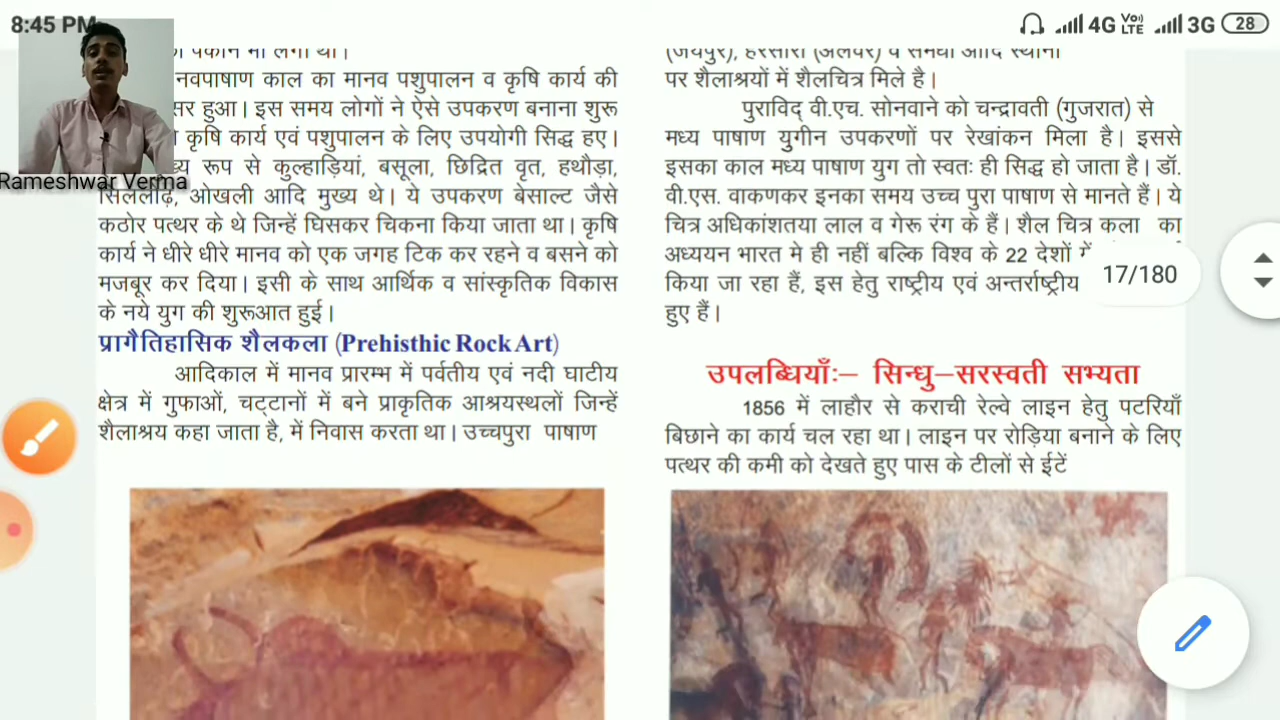 8:45 PM
4G VoLTE 3G 28
Rameshwar Verma
नवपाषाण काल का मानव पशुपालन व कृषि कार्य की
सर हुआ। इस समय लोगों ने ऐसे उपकरण बनाना शुरू
कृषि कार्य एवं पशुपालन के लिए उपयोगी सिद्ध हए।
रूप से कुल्हाड़ियां, बसूला, छिद्रित वृत, हथौड़ा,
ओखली आदि मुख्य थे। ये उपकरण बेसाल्ट जैसे
कठोर पत्थर के थे जिन्हें घिसकर चिकना किया जाता था। कृषि
कार्य ने धीरे धीरे मानव को एक जगह टिक कर रहने व बसने को
मजबूर कर दिया। इसी के साथ आर्थिक व सांस्कृतिक विकास
के नये युग की शुरूआत हुई।
प्रागैतिहासिक शैलकला (Prehisthic Rock Art)
आदिकाल में मानव प्रारम्भ में पर्वतीय एवं नदी घाटीय
क्षेत्र में गुफाओं, चट्टानों में बने प्राकृतिक आश्रयस्थलों जिन्हें
शैलाश्रय कहा जाता है, में निवास करता था। उच्चपुरा पाषाण
पर शैलाश्रयों में शैलचित्र मिले है।
पुराविद् वी.एच. सोनवाने को चन्द्रावती (गुजरात) से
मध्य पाषाण युगीन उपकरणों पर रेखांकन मिला है। इससे
इसका काल मध्य पाषाण युग तो स्वतः ही सिद्ध हो जाता है। डॉ.
वी.एस. वाकणकर इनका समय उच्च पुरा पाषाण से मानते हैं। ये
चित्र अधिकांशतया लाल व गेरू रंग के हैं। शैल चित्र कला का
अध्ययन भारत मे ही नहीं बल्कि विश्व के 22 देशों
किया जा रहा हैं, इस हेतु राष्ट्रीय एवं अन्तर्राष्ट्रीय
हुए हैं।
17/180
उपलब्धियाँः– सिन्धु–सरस्वती सभ्यता
1856 में लाहौर से कराची रेल्वे लाइन हेतु पटरियाँ
बिछाने का कार्य चल रहा था। लाइन पर रोड़िया बनाने के लिए
पत्थर की कमी को देखते हुए पास के टीलों से ईटें